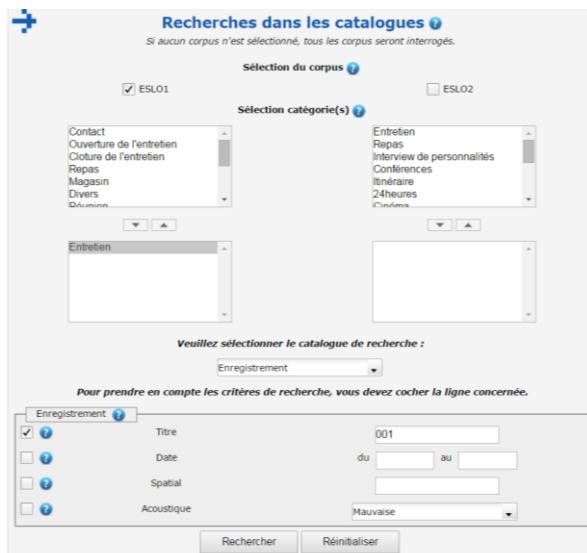 Recherches dans les catalogues ?
Si aucun corpus n'est sélectionné, tous les corpus seront interrogés.
Sélection du corpus ?
ESLO1 ESLO2
Sélection catégorie(s) ?
Contact
Ouverture de l'entretien
Cloture de l'entretien
Repas
Magasin
Divers
Réunion
Entretien
Repas
Interview de personnalités
Conférences
Itinéraire
24heures
Cinéma
Entretien
Veuillez sélectionner le catalogue de recherche :
Enregistrement
Pour prendre en compte les critères de recherche, vous devez cocher la ligne concernée.
Enregistrement ?
? Titre 001
? Date du au
? Spatial
? Acoustique Mauvaise
Rechercher Réinitialiser